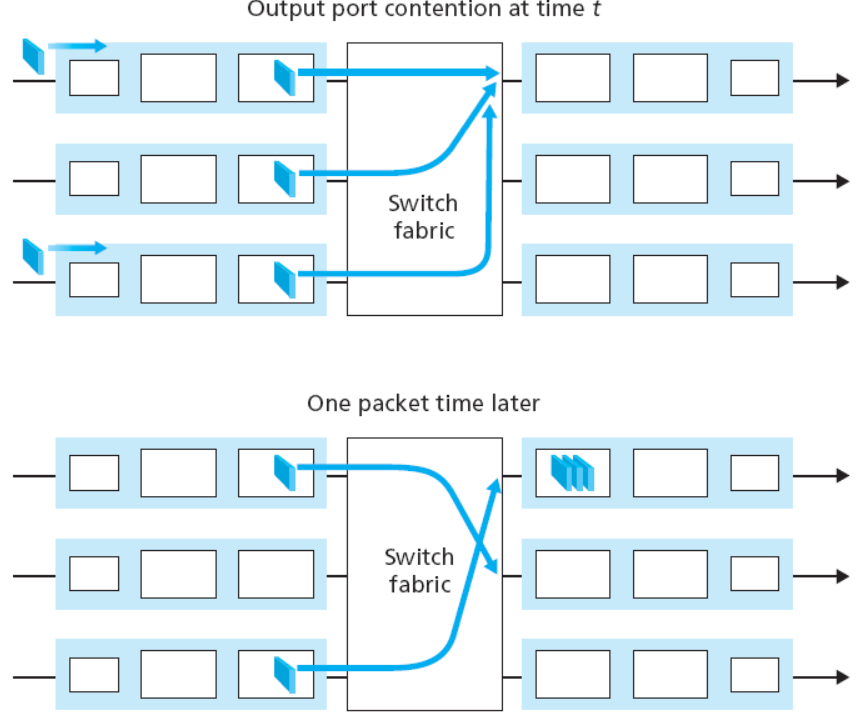 Output port contention at time t
Switch
fabric
One packet time later
Switch
fabric